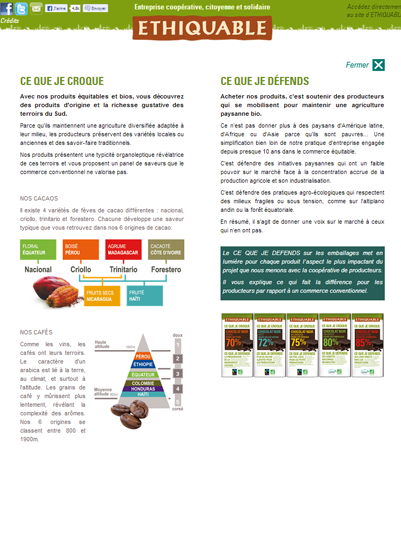 J'aime
4,8k
Envoyer
Entreprise coopérative, citoyenne et solidaire
Accédez directement
au site d'ETHIQUABLE
Crédits
ETHIQUABLE
Fermer
CE QUE JE CROQUE
Avec nos produits équitables et bios, vous découvrez
des produits d'origine et la richesse gustative des
terroirs du Sud.
Parce qu'ils maintiennent une agriculture diversifiée adaptée à
leur milieu, les producteurs préservent des variétés locales ou
anciennes et des savoir-faire traditionnels.
Nos produits présentent une typicité organoleptique révélatrice
de ces terroirs et vous proposent un panel de saveurs que le
commerce conventionnel ne valorise pas.
NOS CACAOS
Il existe 4 variétés de fèves de cacao différentes : nacional,
criollo, trinitario et forestero. Chacune développe une saveur
typique que vous retrouvez dans nos 6 origines de cacao.
FLORAL
ÉQUATEUR
BOISÉ
PÉROU
AGRUME
MADAGASCAR
CACAOTÉ
CÔTE D'IVOIRE
Nacional
Criollo
Trinitario
Forestero
FRUITS SECS
NICARAGUA
FRUITÉ
HAÏTI
NOS CAFÉS
Comme les vins, les
cafés ont leurs terroirs.
Le caractère d'un
arabica est lié à la terre,
au climat, et surtout à
l'altitude. Les grains de
café y mûrissent plus
lentement, révélant la
complexité des arômes.
Nos 6 origines se
classent entre 800 et
1900m.
doux
Haute
altitude
1
PÉROU
2
ÉTHIOPIE
ÉQUATEUR
3
COLOMBIE
Moyenne
altitude
HONDURAS
HAÏTI
4
corsé
CE QUE JE DÉFENDS
Acheter nos produits, c'est soutenir des producteurs
qui se mobilisent pour maintenir une agriculture
paysanne bio.
Ce n'est pas donner plus à des paysans d'Amérique latine,
d'Afrique ou d'Asie parce qu'ils sont pauvres... Une
simplification bien loin de notre pratique d'entreprise engagée
depuis presque 10 ans dans le commerce équitable.
C'est défendre des initiatives paysannes qui ont un faible
pouvoir sur le marché face à la concentration accrue de la
production agricole et son industrialisation.
C'est défendre des pratiques agro-écologiques qui respectent
des milieux fragiles ou sous tension, comme sur l'altiplano
andin ou la forêt équatoriale.
En résumé, il s'agit de donner une voix sur le marché à ceux
qui n'en ont pas.
Le CE QUE JE DEFENDS sur les emballages met en
lumière pour chaque produit l'aspect le plus impactant du
projet que nous menons avec la coopérative de producteurs.
Il vous explique ce qui fait la différence pour les
producteurs par rapport à un commerce conventionnel.
ETHIQUABLE ETHIQUABLE ETHIQUABLE ETHIQUABLE ETHIQUABLE
70% 72% 75% 80% 85%